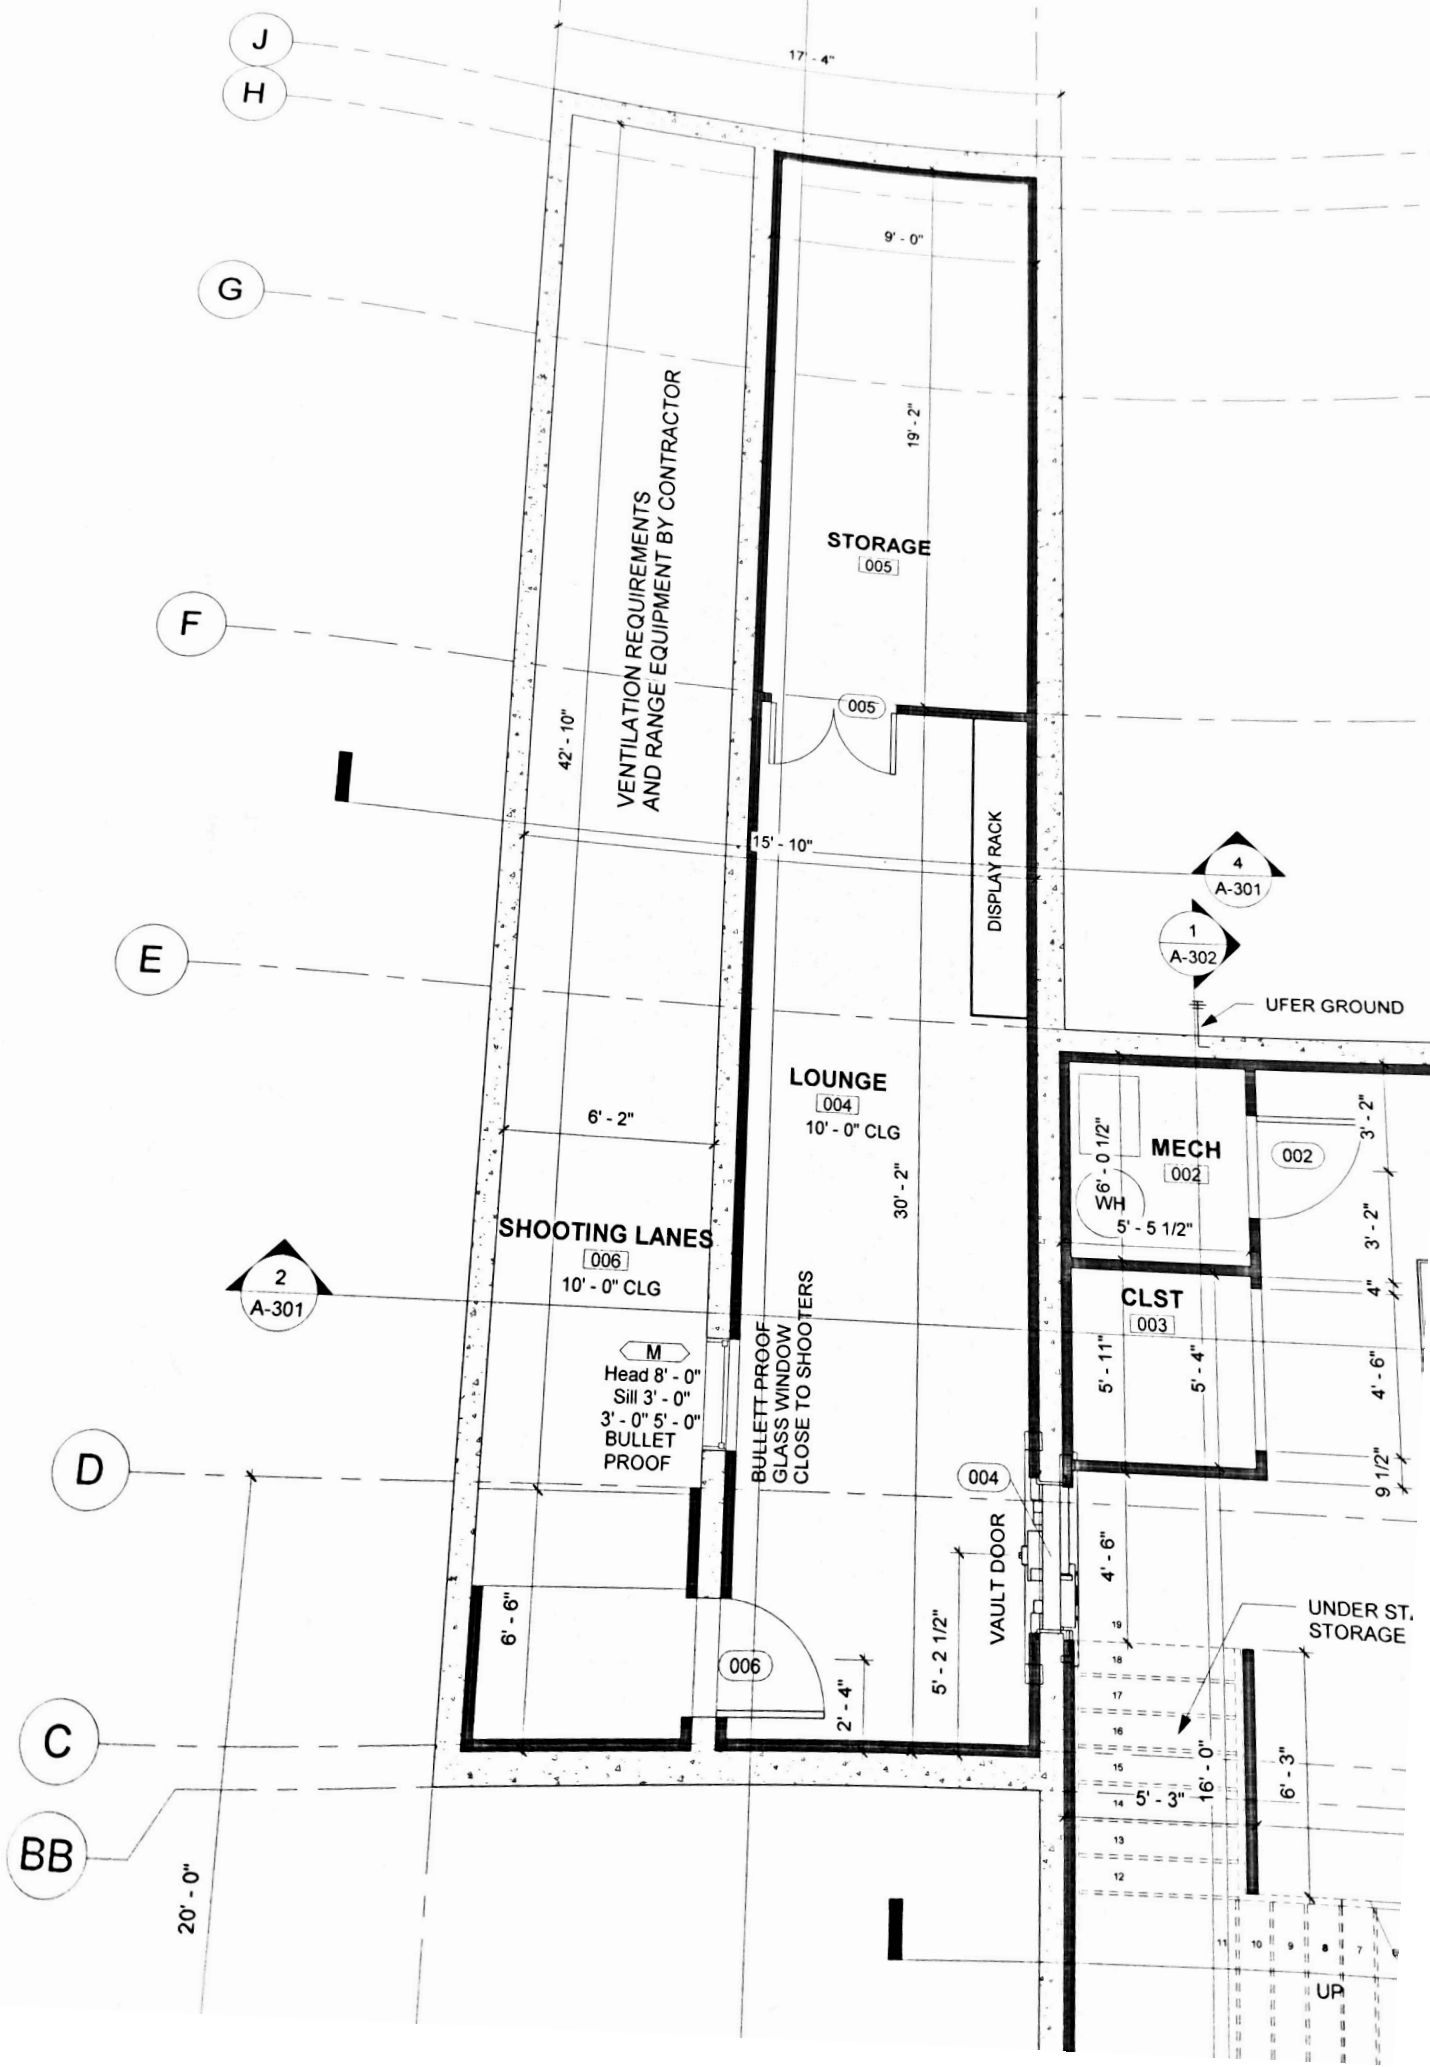 J
17' - 4"
H
9' - 0"
G
19' - 2"
VENTILATION REQUIREMENTS
AND RANGE EQUIPMENT BY CONTRACTOR
STORAGE
005
F
005
42' - 10"
15' - 10"
DISPLAY RACK
4
A-301
1
A-302
E
UFER GROUND
LOUNGE
004
10' - 0" CLG
6' - 2"
30' - 2"
6' - 0 1/2"
MECH
002
WH
5' - 5 1/2"
002
3' - 2"
3' - 2"
4"
SHOOTING LANES
006
10' - 0" CLG
2
A-301
CLST
003
5' - 11"
5' - 4"
4' - 6"
9 1/2"
M
Head 8' - 0"
Sill 3' - 0"
3' - 0" 5' - 0"
BULLET
PROOF
BULLETT PROOF
GLASS WINDOW
CLOSE TO SHOOTERS
D
004
VAULT DOOR
4' - 6"
6' - 6"
006
2' - 4"
5' - 2 1/2"
UNDER ST
STORAGE
19
18
17
16
15
14
13
12
C
5' - 3"
16' - 0"
6' - 3"
BB
20' - 0"
11
10
9
8
7
UP